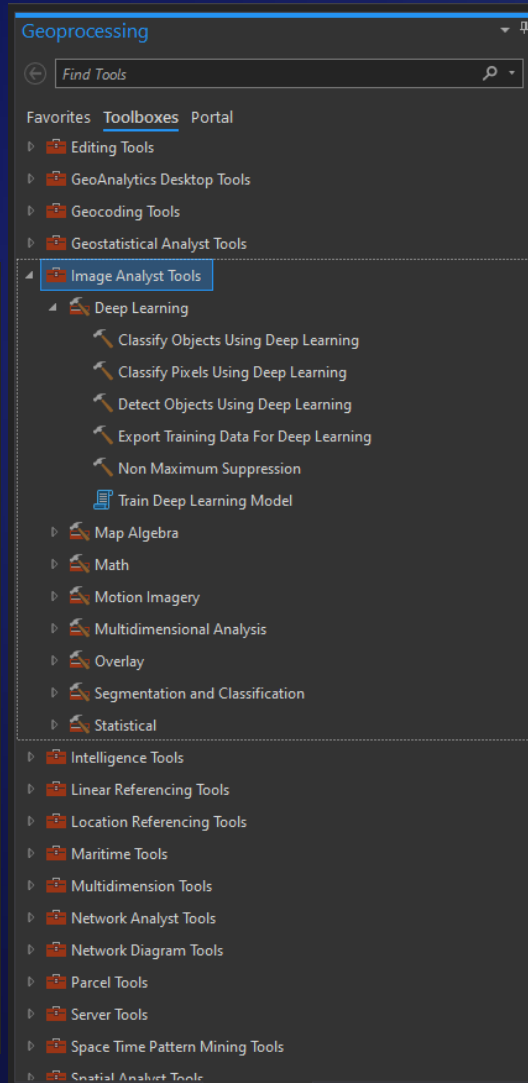 Geoprocessing
Find Tools
Favorites Toolboxes Portal
Editing Tools
GeoAnalytics Desktop Tools
Geocoding Tools
Geostatistical Analyst Tools
Image Analyst Tools
Deep Learning
Classify Objects Using Deep Learning
Classify Pixels Using Deep Learning
Detect Objects Using Deep Learning
Export Training Data For Deep Learning
Non Maximum Suppression
Train Deep Learning Model
Map Algebra
Math
Motion Imagery
Multidimensional Analysis
Overlay
Segmentation and Classification
Statistical
Intelligence Tools
Linear Referencing Tools
Location Referencing Tools
Maritime Tools
Multidimension Tools
Network Analyst Tools
Network Diagram Tools
Parcel Tools
Server Tools
Space Time Pattern Mining Tools
Spatial Analyst Tools